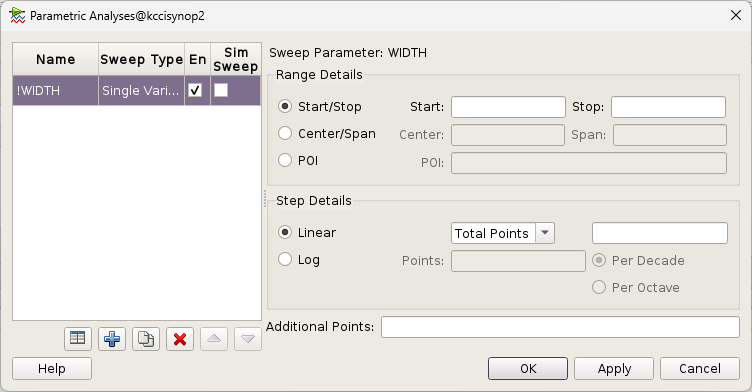 Parametric Analyses@kccisynop2
Name Sweep Type En Sim Sweep
!WIDTH Single Vari...
Sweep Parameter: WIDTH
Range Details
Start/Stop Start: Stop:
Center/Span Center: Span:
POI POI:
Step Details
Linear Total Points
Log Points: Per Decade
Per Octave
Additional Points:
Help OK Apply Cancel